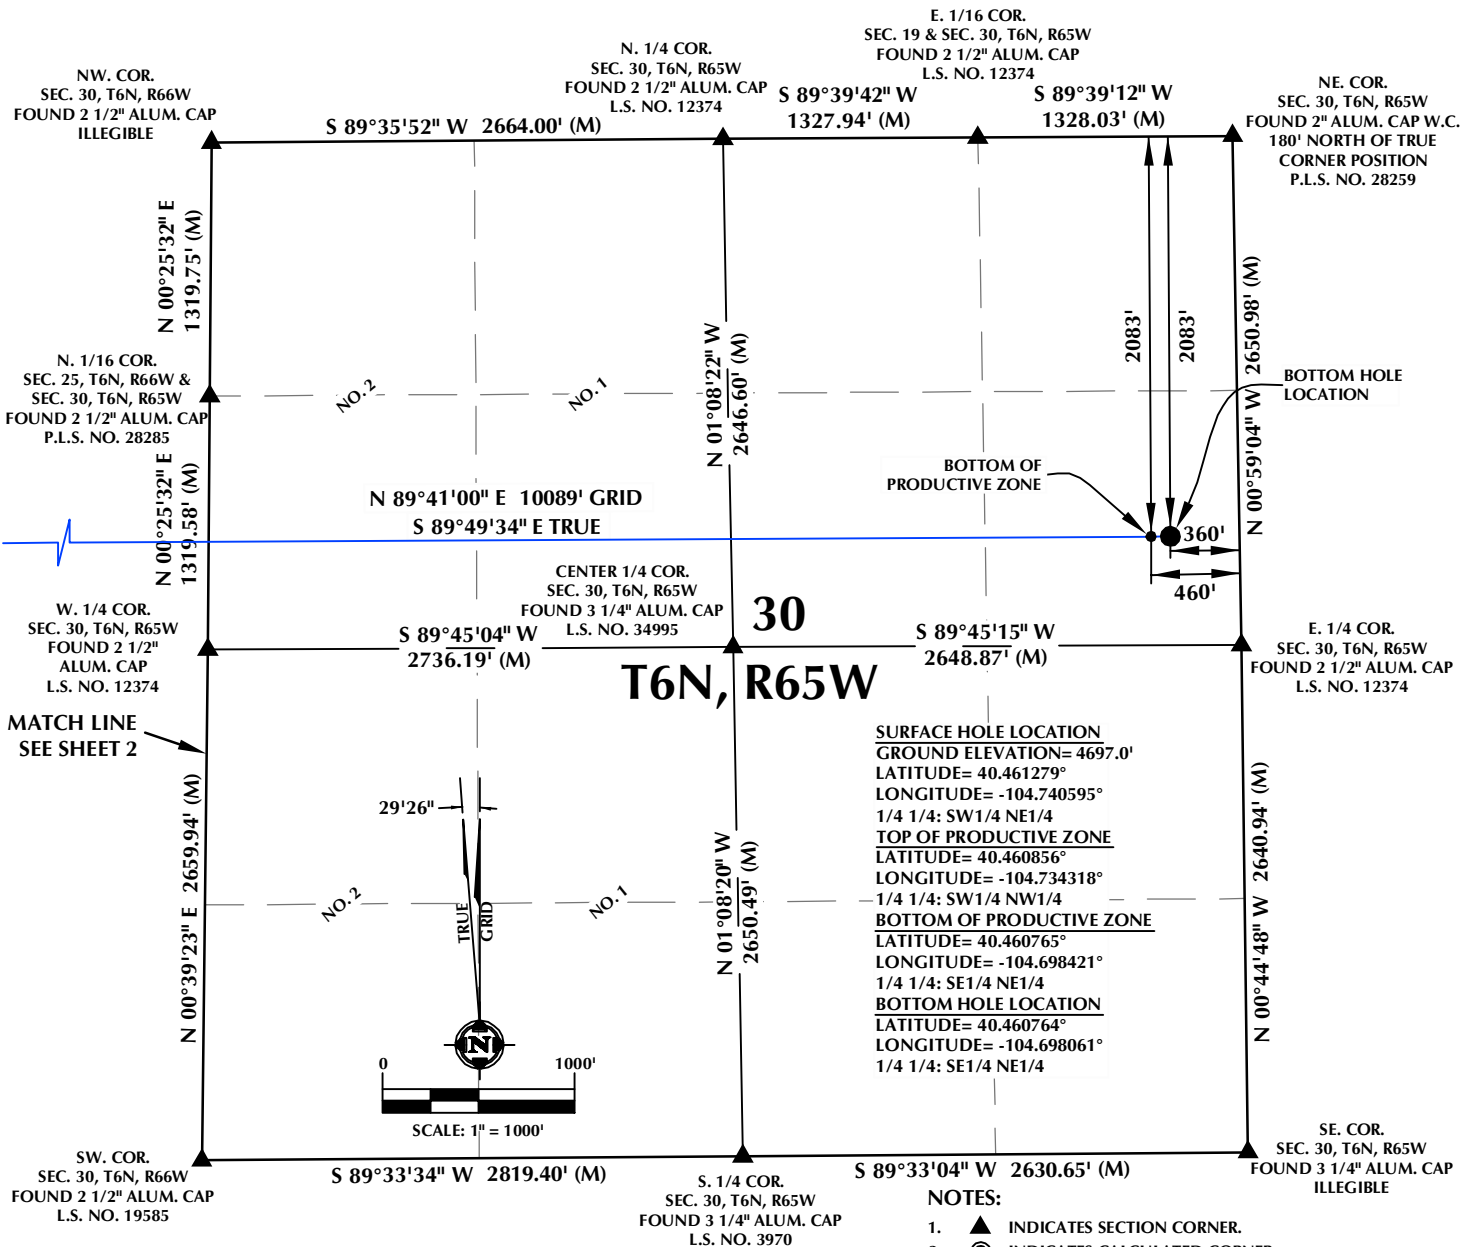 E. 1/16 COR.
SEC. 19 & SEC. 30, T6N, R65W
FOUND 2 1/2" ALUM. CAP
L.S. NO. 12374
N. 1/4 COR.
SEC. 30, T6N, R65W
FOUND 2 1/2" ALUM. CAP
L.S. NO. 12374
NW. COR.
SEC. 30, T6N, R66W
FOUND 2 1/2" ALUM. CAP
ILLEGIBLE
NE. COR.
SEC. 30, T6N, R65W
FOUND 2" ALUM. CAP W.C.
180' NORTH OF TRUE
CORNER POSITION
P.L.S. NO. 28259
S 89°35'52" W 2664.00' (M)
S 89°39'42" W
1327.94' (M)
S 89°39'12" W
1328.03' (M)
N 00°25'32" E
1319.75' (M)
N. 1/16 COR.
SEC. 25, T6N, R66W &
SEC. 30, T6N, R65W
FOUND 2 1/2" ALUM. CAP
P.L.S. NO. 28285
N 00°25'32" E
1319.58' (M)
NO.2
NO.1
N 01°08'22" W
2646.60' (M)
2083'
2083'
N 00°59'04" W 2650.98' (M)
BOTTOM HOLE
LOCATION
BOTTOM OF
PRODUCTIVE ZONE
N 89°41'00" E 10089' GRID
S 89°49'34" E TRUE
360'
460'
CENTER 1/4 COR.
SEC. 30, T6N, R65W
FOUND 3 1/4" ALUM. CAP
L.S. NO. 34995
30
T6N, R65W
W. 1/4 COR.
SEC. 30, T6N, R65W
FOUND 2 1/2"
ALUM. CAP
L.S. NO. 12374
S 89°45'04" W
2736.19' (M)
S 89°45'15" W
2648.87' (M)
E. 1/4 COR.
SEC. 30, T6N, R65W
FOUND 2 1/2" ALUM. CAP
L.S. NO. 12374
MATCH LINE
SEE SHEET 2
N 00°39'23" E 2659.94' (M)
29'26"
TRUE
GRID
N
0 1000'
SCALE: 1" = 1000'
NO.2
NO.1
N 01°08'20" W
2650.49' (M)
SURFACE HOLE LOCATION
GROUND ELEVATION= 4697.0'
LATITUDE= 40.461279°
LONGITUDE= -104.740595°
1/4 1/4: SW1/4 NE1/4
TOP OF PRODUCTIVE ZONE
LATITUDE= 40.460856°
LONGITUDE= -104.734318°
1/4 1/4: SW1/4 NW1/4
BOTTOM OF PRODUCTIVE ZONE
LATITUDE= 40.460765°
LONGITUDE= -104.698421°
1/4 1/4: SE1/4 NE1/4
BOTTOM HOLE LOCATION
LATITUDE= 40.460764°
LONGITUDE= -104.698061°
1/4 1/4: SE1/4 NE1/4
N 00°44'48" W 2640.94' (M)
SW. COR.
SEC. 30, T6N, R66W
FOUND 2 1/2" ALUM. CAP
L.S. NO. 19585
S 89°33'34" W 2819.40' (M)
S. 1/4 COR.
SEC. 30, T6N, R65W
FOUND 3 1/4" ALUM. CAP
L.S. NO. 3970
S 89°33'04" W 2630.65' (M)
SE. COR.
SEC. 30, T6N, R65W
FOUND 3 1/4" ALUM. CAP
ILLEGIBLE
NOTES:
1. INDICATES SECTION CORNER.